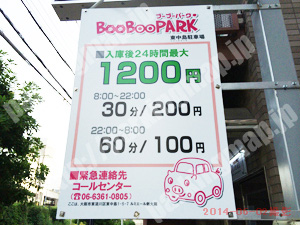 ブーブーパーク
BooBooPARK
東中島駐車場
入庫後24時間最大
1200円
8:00~22:00
30分/200円
22:00~8:00
60分/100円
緊急連絡先
コールセンター
(06-6361-0805)